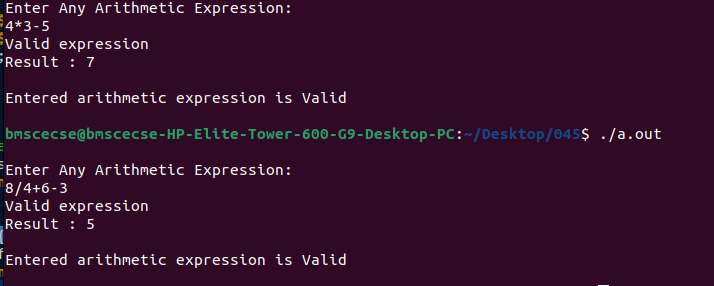 Enter Any Arithmetic Expression:
4*3-5
Valid expression
Result : 7
Entered arithmetic expression is Valid
bmscecse@bmscecse-HP-Elite-Tower-600-G9-Desktop-PC:~/Desktop/045$ ./a.out
Enter Any Arithmetic Expression:
8/4+6-3
Valid expression
Result : 5
Entered arithmetic expression is Valid